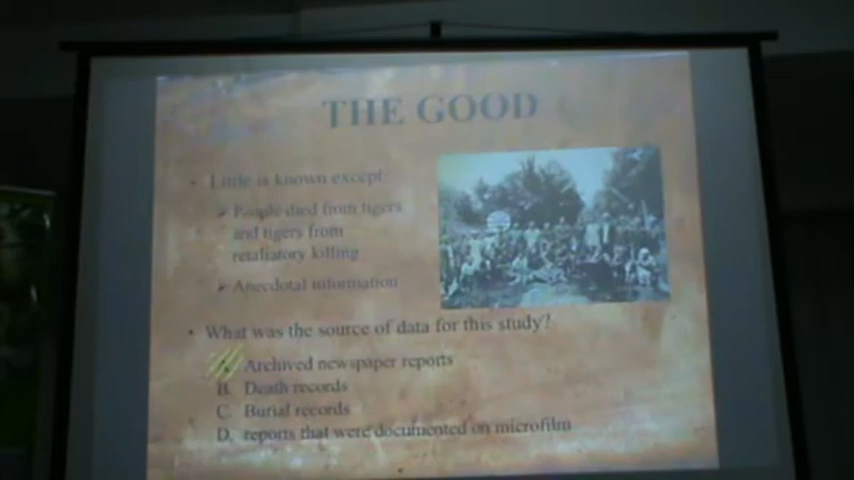 THE GOOD
• Little is known except:
➢ People died from tigers
and tigers from
retaliatory killing
➢ Anecdotal information
• What was the source of data for this study?
A. Archived newspaper reports
B. Death records
C. Burial records
D. reports that were documented on microfilm